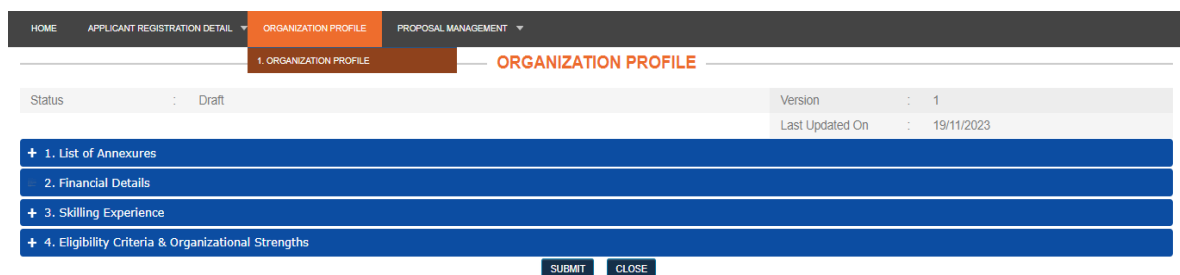 HOME APPLICANT REGISTRATION DETAIL ORGANIZATION PROFILE PROPOSAL MANAGEMENT
1. ORGANIZATION PROFILE
ORGANIZATION PROFILE
Status : Draft Version : 1
Last Updated On : 19/11/2023
+ 1. List of Annexures
2. Financial Details
+ 3. Skilling Experience
+ 4. Eligibility Criteria & Organizational Strengths
SUBMIT CLOSE